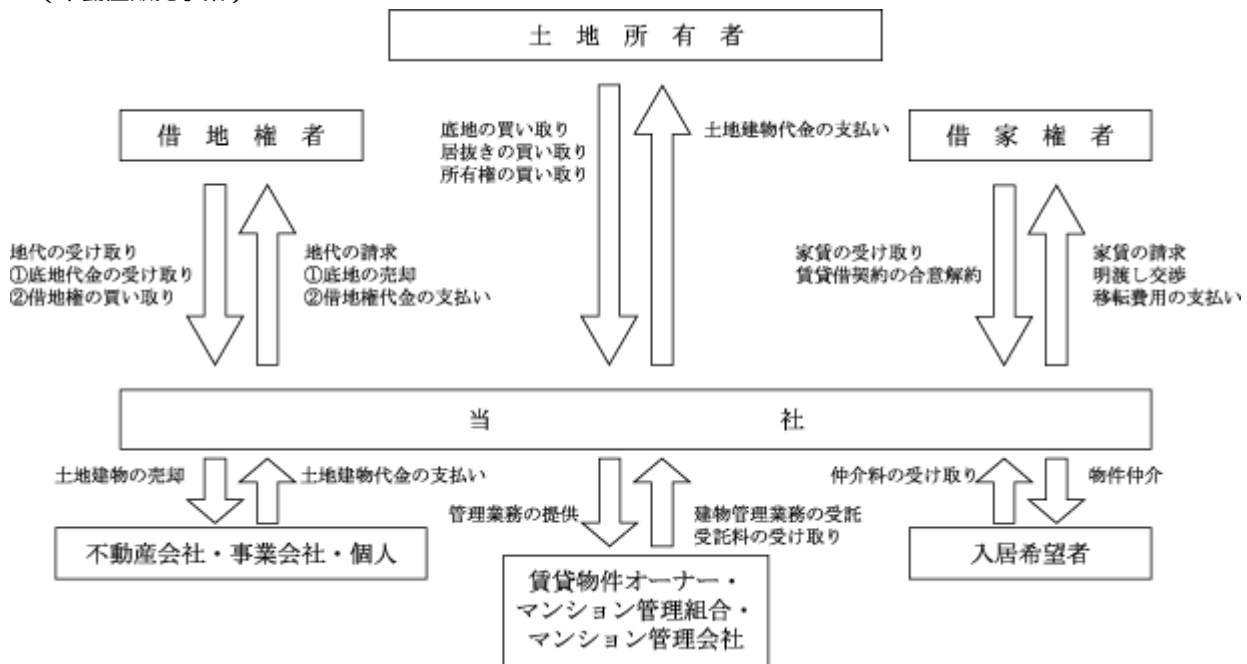 土地所有者
借地権者
底地の買い取り
居抜きの買い取り
所有権の買い取り
土地建物代金の支払い
借家権者
地代の受け取り
①底地代金の受け取り
②借地権の買い取り
地代の請求
①底地の売却
②借地権代金の支払い
家賃の受け取り
賃貸借契約の合意解約
家賃の請求
明渡し交渉
移転費用の支払い
当社
土地建物の売却
土地建物代金の支払い
管理業務の提供
建物管理業務の受託
受託料の受け取り
仲介料の受け取り
物件仲介
不動産会社・事業会社・個人
賃貸物件オーナー・
マンション管理組合・
マンション管理会社
入居希望者